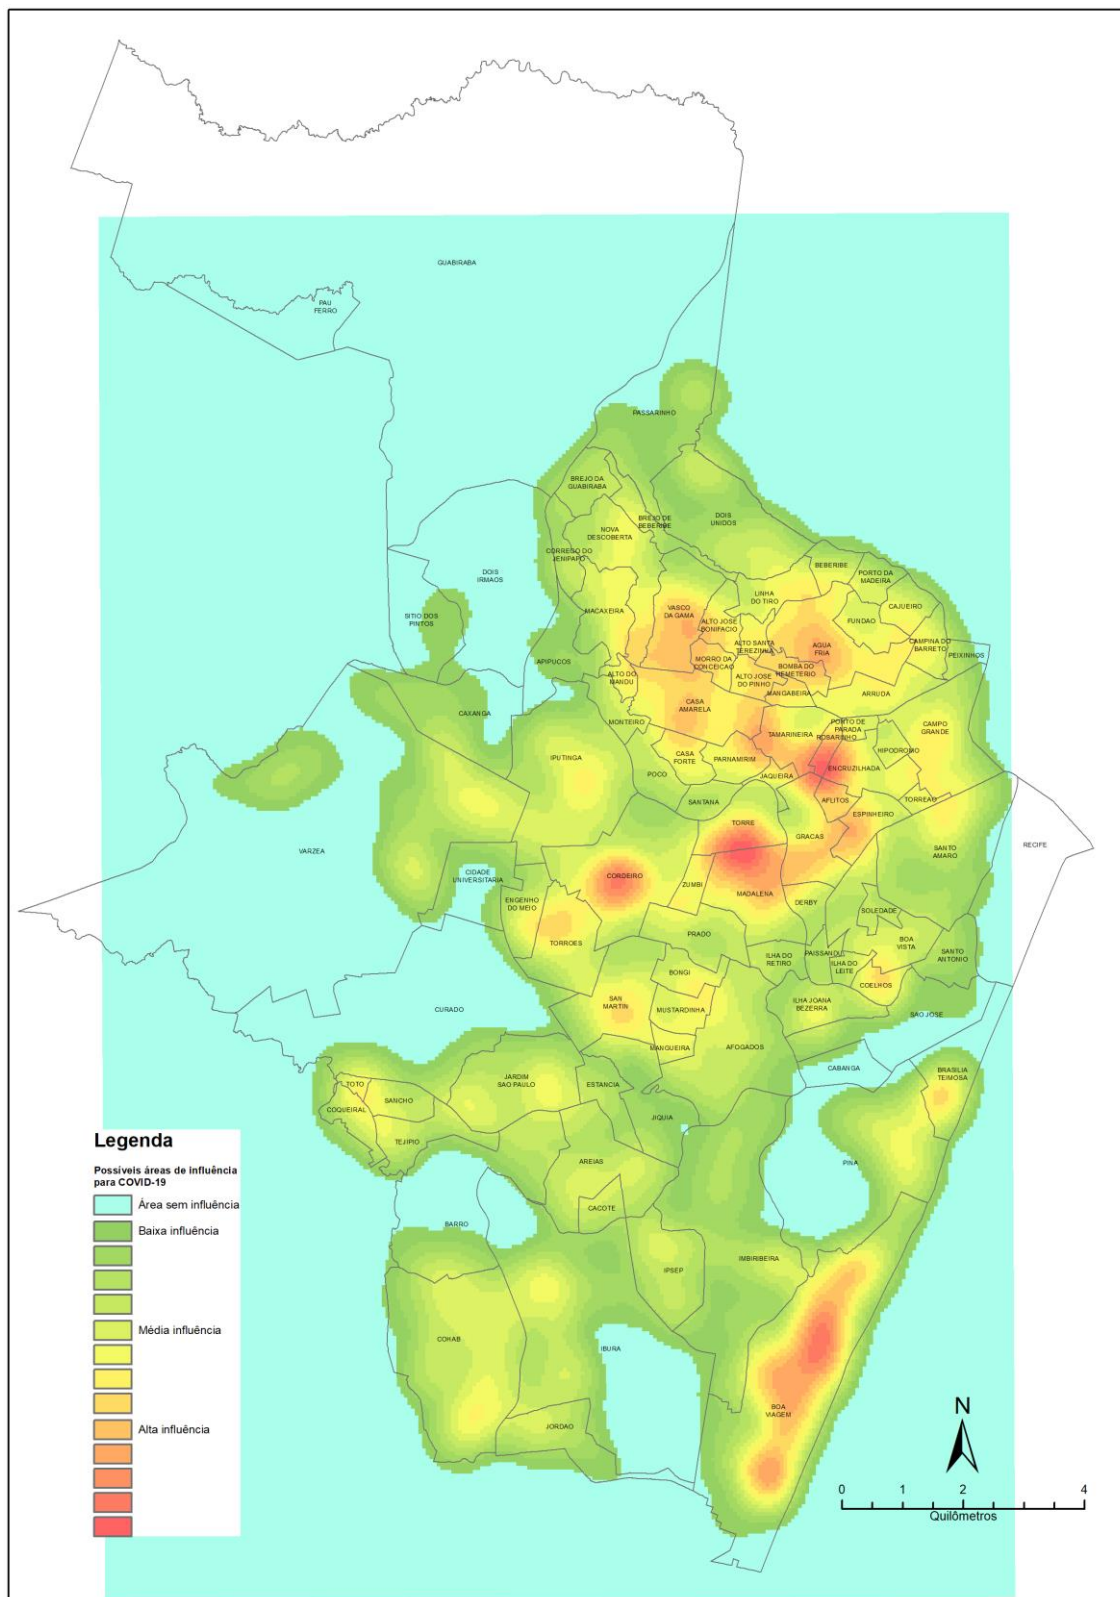 GUABIRABA
PAU
FERRO
PASSARINHO
BREJO DA
GUABIRABA
BREJO DE
BEBERIBE
DOIS
UNIDOS
NOVA
DESCOBERTA
CORREGO DO
JENIPAPO
BEBERIBE
PORTO DA
MADEIRA
DOIS
IRMAOS
LINHA
DO TIRO
CAJUEIRO
MACAXEIRA
VASCO
DA GAMA
ALTO JOSE
BONIFACIO
FUNDAO
SITIO DOS
PINTOS
ALTO SANTA
TEREZINHA
AGUA
FRIA
CAMPINA DO
BARRETO
PEIXINHOS
APIPUCOS
MORRO DA
CONCEICAO
BOMBA DO
HEMETERIO
ALTO DO
MANDU
ALTO JOSE
DO PINHO
MANGABEIRA
ARRUDA
CAXANGA
CASA
AMARELA
MONTEIRO
TAMARINEIRA
PORTO DE
PARADA
ROSARINHO
CAMPO
GRANDE
HIPODROMO
IPUTINGA
CASA
FORTE
PARNAMIRIM
POCO
JAQUEIRA
ENCRUZILHADA
SANTANA
AFLITOS
TORREAO
ESPINHEIRO
TORRE
GRACAS
VARZEA
SANTO
AMARO
RECIFE
CIDADE
UNIVERSITARIA
CORDEIRO
ZUMBI
MADALENA
ENGENHO
DO MEIO
DERBY
SOLEDADE
TORROES
PRADO
BOA
VISTA
ILHA DO
RETIRO
PAISSANDU
ILHA DO
LEITE
SANTO
ANTONIO
BONGI
COELHOS
SAN
MARTIN
MUSTARDINHA
ILHA JOANA
BEZERRA
CURADO
SAO JOSE
MANGUEIRA
AFOGADOS
CABANGA
JARDIM
SAO PAULO
ESTANCIA
BRASILIA
TEIMOSA
TOTO
SANCHO
COQUEIRAL
JIQUIA
TEJIPIO
AREIAS
PINA
CACOTE
BARRO
IMBIRIBEIRA
IPSEP
COHAB
IBURA
BOA
VIAGEM
JORDAO
Legenda
Possíveis áreas de influência
para COVID-19
Área sem influência
Baixa influência
Média influência
Alta influência
N
0 1 2 4
Quilômetros